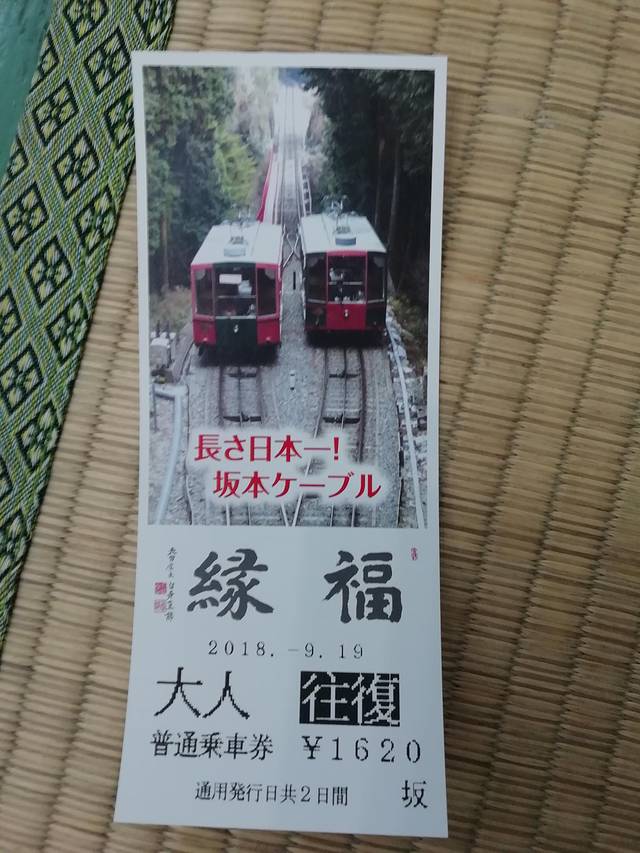 長さ日本一!
坂本ケーブル
縁 福
2018.-9.19
大人 往復
普通乗車券 ¥1620
通用発行日共2日間 坂